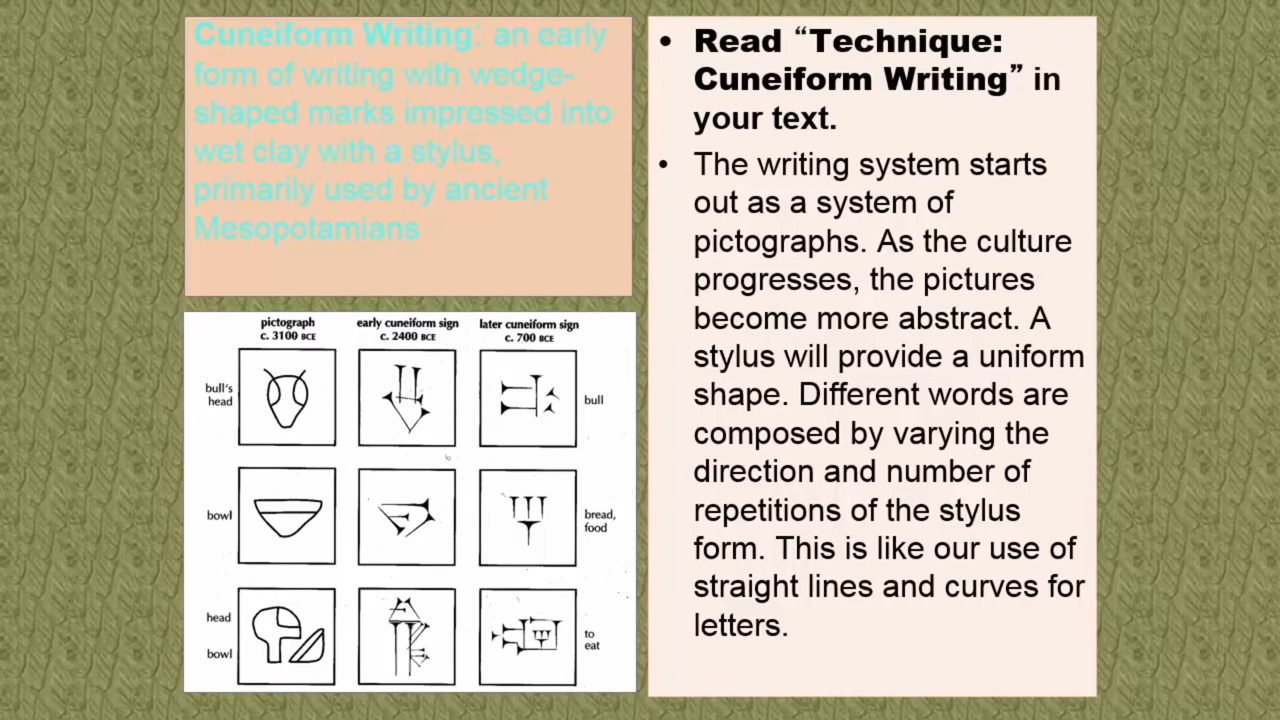 Cuneiform Writing: an early
form of writing with wedge-
shaped marks impressed into
wet clay with a stylus,
primarily used by ancient
Mesopotamians
pictograph
c. 3100 BCE
early cuneiform sign
c. 2400 BCE
later cuneiform sign
c. 700 BCE
bull's
head
bull
bowl
bread,
food
head
bowl
to
eat
• Read “Technique:
Cuneiform Writing” in
your text.
• The writing system starts
out as a system of
pictographs. As the culture
progresses, the pictures
become more abstract. A
stylus will provide a uniform
shape. Different words are
composed by varying the
direction and number of
repetitions of the stylus
form. This is like our use of
straight lines and curves for
letters.